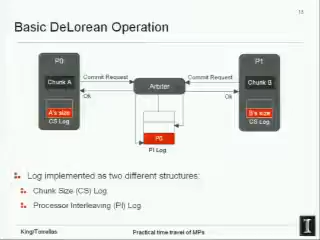 Basic DeLorean Operation
P0
P1
Chunk A
Commit Request
Commit Request
Chunk B
Arbiter
Ok
Ok
A's size
CS Log
B's size
CS Log
P0
PI Log
Log implemented as two different structures:
Chunk Size (CS) Log
Processor Interleaving (PI) Log
King/Torrellas
Practical time travel of MPs
I